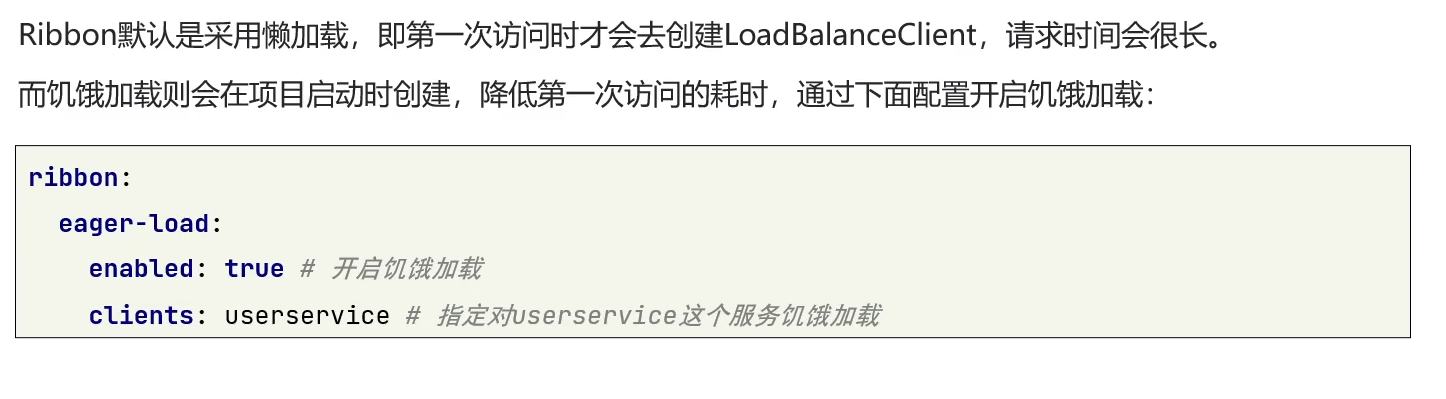 Ribbon默认是采用懒加载，即第一次访问时才会去创建LoadBalanceClient，请求时间会很长。
而饥饿加载则会在项目启动时创建，降低第一次访问的耗时，通过下面配置开启饥饿加载：
ribbon:
  eager-load:
    enabled: true # 开启饥饿加载
    clients: userservice # 指定对userservice这个服务饥饿加载